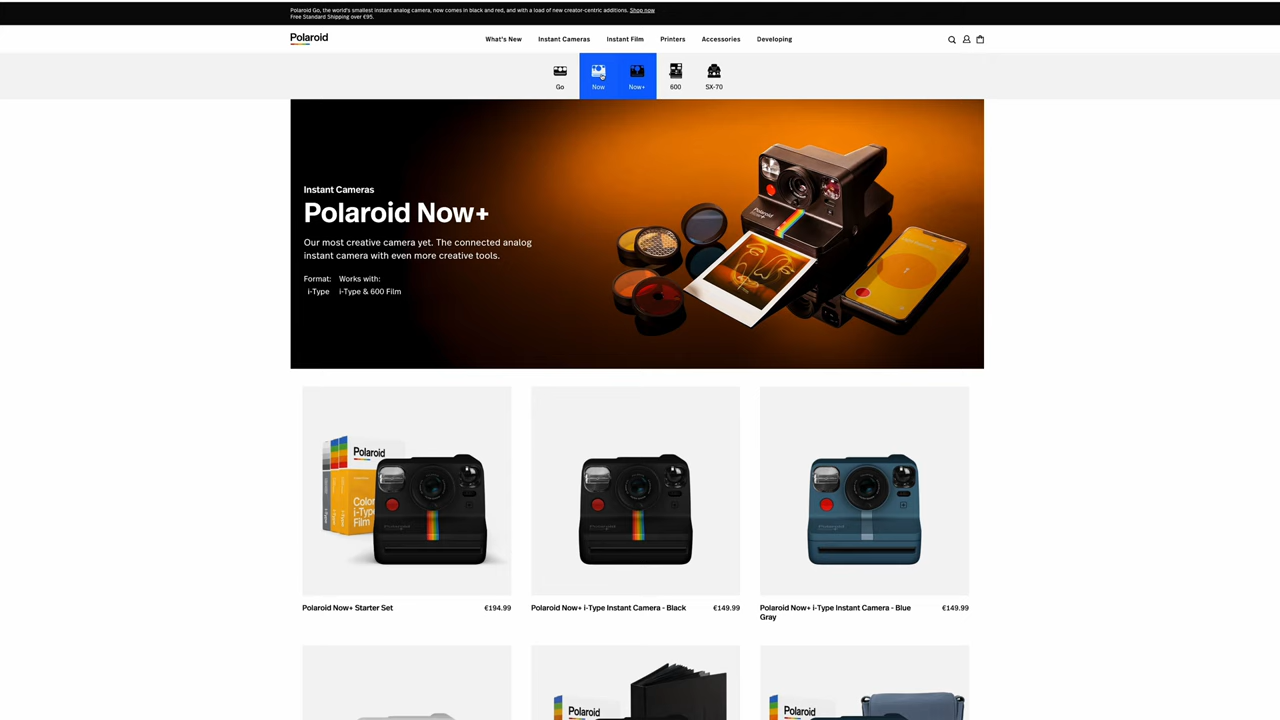 Polaroid Go, the world's smallest instant analog camera, now comes in black and red, and with a load of new creator-centric additions. Shop now
Free Standard Shipping over €95.
Polaroid
What's New
Instant Cameras
Instant Film
Printers
Accessories
Developing
Go
Now
Now+
600
SX-70
Instant Cameras
Polaroid Now+
Our most creative camera yet. The connected analog
instant camera with even more creative tools.
Format:
Works with:
i-Type
i-Type & 600 Film
Polaroid
Polaroid
Color
i-Type
Film
Polaroid Now+ Starter Set
€194.99
Polaroid Now+ i-Type Instant Camera - Black
€149.99
Polaroid Now+ i-Type Instant Camera - Blue
Gray
€149.99
Polaroid
Polaroid